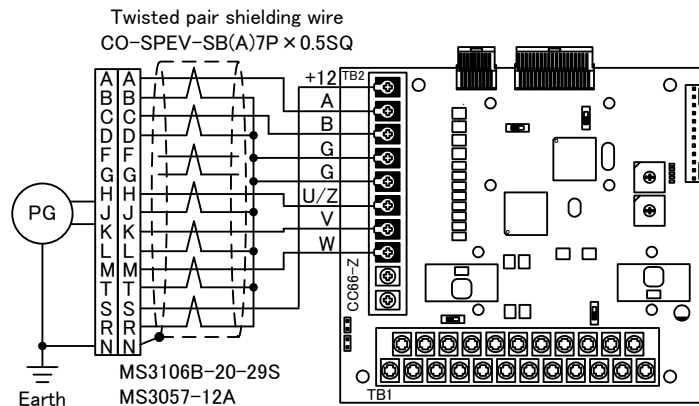 Twisted pair shielding wire
CO-SPEV-SB(A)7P×0.5SQ
+12
TB2
A
B
G
G
U/Z
V
W
CC66-Z
A A
B B
C C
D D
F F
G G
H H
J J
K K
L L
M M
T T
S S
R R
N N
PG
Earth
MS3106B-20-29S
MS3057-12A
TB1